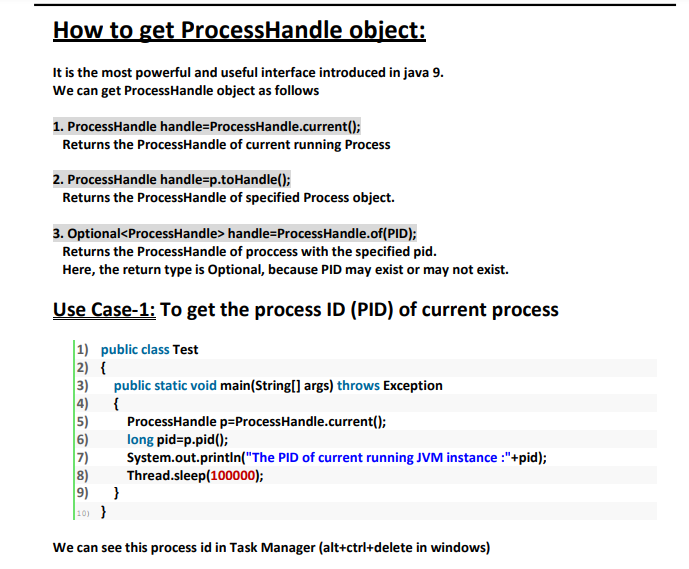 How to get ProcessHandle object:
It is the most powerful and useful interface introduced in java 9.
We can get ProcessHandle object as follows
1. ProcessHandle handle=ProcessHandle.current();
Returns the ProcessHandle of current running Process
2. ProcessHandle handle=p.toHandle();
Returns the ProcessHandle of specified Process object.
3. Optional<ProcessHandle> handle=ProcessHandle.of(PID);
Returns the ProcessHandle of proccess with the specified pid.
Here, the return type is Optional, because PID may exist or may not exist.
Use Case-1: To get the process ID (PID) of current process
1) public class Test
2) {
3) public static void main(String[] args) throws Exception
4) {
5) ProcessHandle p=ProcessHandle.current();
6) long pid=p.pid();
7) System.out.println("The PID of current running JVM instance :"+pid);
8) Thread.sleep(100000);
9) }
10) }
We can see this process id in Task Manager (alt+ctrl+delete in windows)